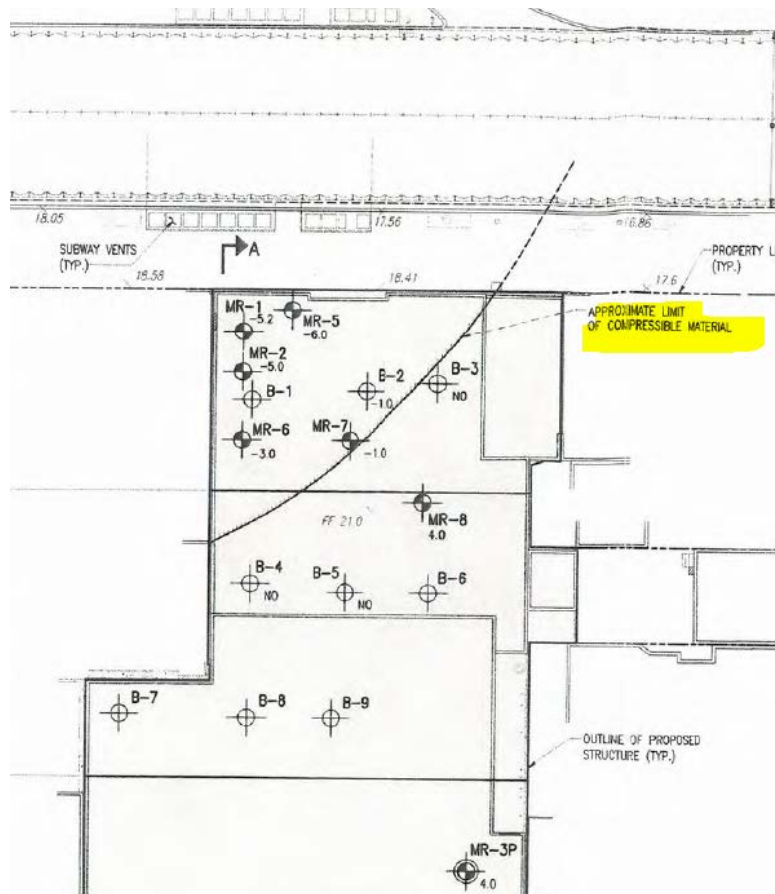 18.05
17.56
16.86
SUBWAY VENTS
(TYP.)
A
PROPERTY L
(TYP.)
18.58
18.41
17.6
MR-1
-5.2
MR-5
-6.0
APPROXIMATE LIMIT
OF COMPRESSIBLE MATERIAL
MR-2
-5.0
B-1
B-2
-1.0
B-3
NO
MR-6
-3.0
MR-7
-1.0
FF 21.0
MR-8
4.0
B-4
NO
B-5
NO
B-6
B-7
B-8
B-9
OUTLINE OF PROPOSED
STRUCTURE (TYP.)
MR-3P
4.0